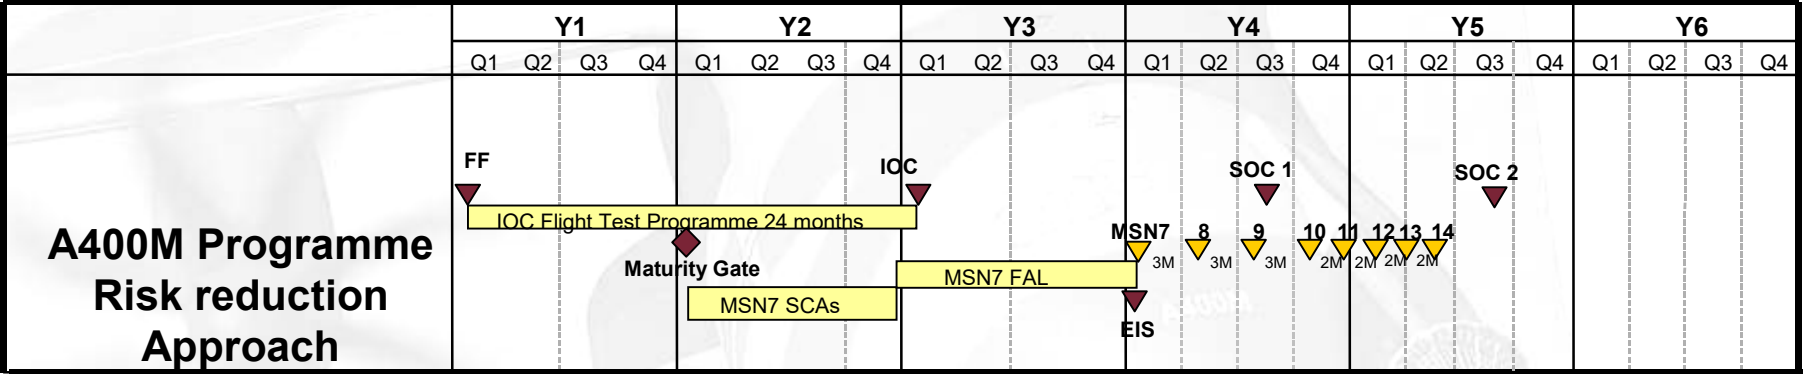 Y1 Y2 Y3 Y4 Y5 Y6
Q1 Q2 Q3 Q4 Q1 Q2 Q3 Q4 Q1 Q2 Q3 Q4 Q1 Q2 Q3 Q4 Q1 Q2 Q3 Q4 Q1 Q2 Q3 Q4
FF IOC SOC 1 SOC 2
IOC Flight Test Programme 24 months
A400M Programme
Risk reduction
Approach
MSN7 8 9 10 11 12 13 14
3M 3M 3M 2M 2M 2M 2M
Maturity Gate
MSN7 FAL
MSN7 SCAs
EIS
A400M